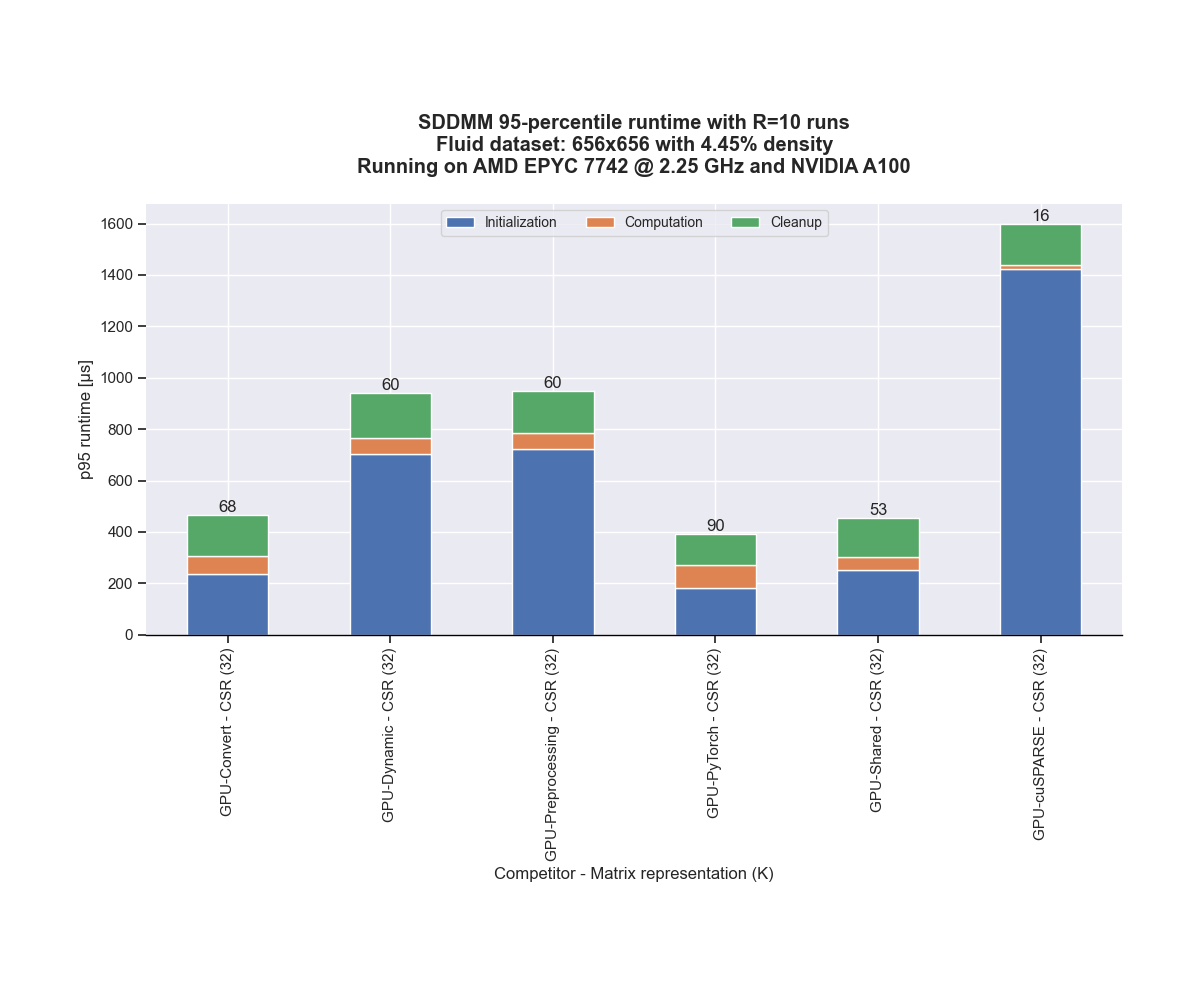 SDDMM 95-percentile runtime with R=10 runs
Fluid dataset: 656x656 with 4.45% density
Running on AMD EPYC 7742 @ 2.25 GHz and NVIDIA A100
Initialization
Computation
Cleanup
p95 runtime [µs]
1600
1400
1200
1000
800
600
400
200
0
68
60
60
90
53
16
GPU-Convert - CSR (32)
GPU-Dynamic - CSR (32)
GPU-Preprocessing - CSR (32)
GPU-PyTorch - CSR (32)
GPU-Shared - CSR (32)
GPU-cuSPARSE - CSR (32)
Competitor - Matrix representation (K)